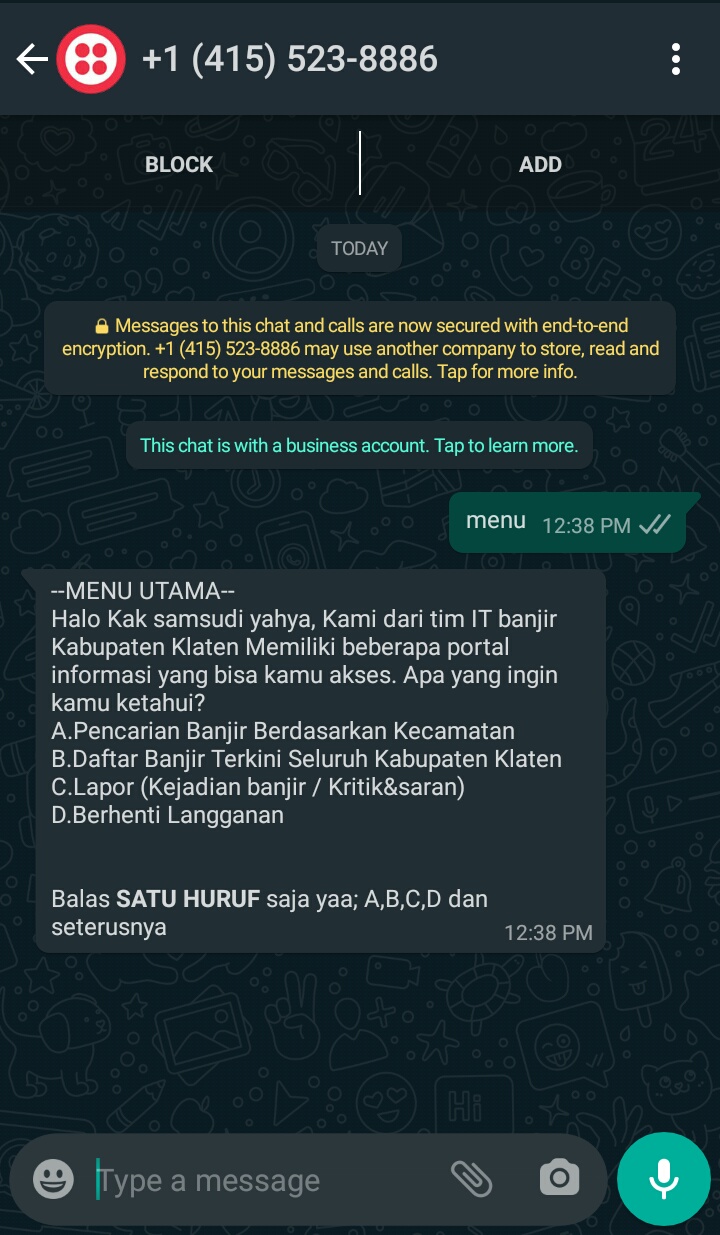 +1 (415) 523-8886
BLOCK
ADD
TODAY
Messages to this chat and calls are now secured with end-to-end
encryption. +1 (415) 523-8886 may use another company to store, read and
respond to your messages and calls. Tap for more info.
This chat is with a business account. Tap to learn more.
menu 12:38 PM
--MENU UTAMA--
Halo Kak samsudi yahya, Kami dari tim IT banjir
Kabupaten Klaten Memiliki beberapa portal
informasi yang bisa kamu akses. Apa yang ingin
kamu ketahui?
A.Pencarian Banjir Berdasarkan Kecamatan
B.Daftar Banjir Terkini Seluruh Kabupaten Klaten
C.Lapor (Kejadian banjir / Kritik&saran)
D.Berhenti Langganan
Balas SATU HURUF saja yaa; A,B,C,D dan
seterusnya
12:38 PM
Type a message